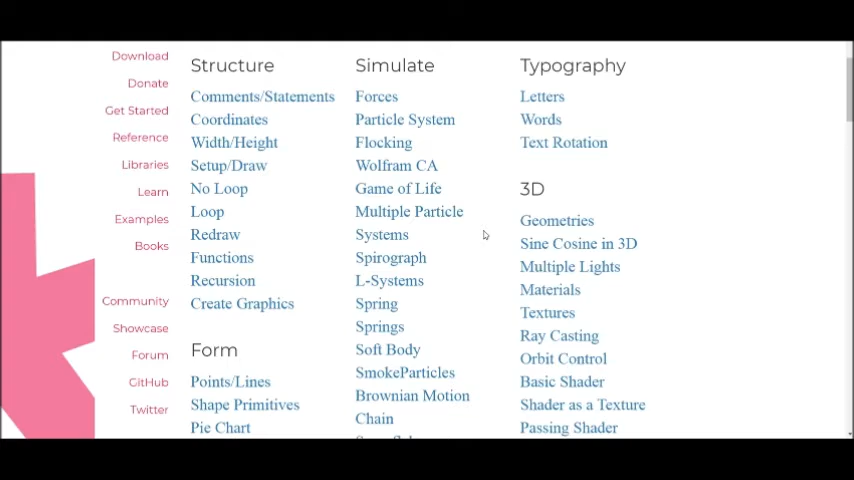 Download
Donate
Get Started
Reference
Libraries
Learn
Examples
Books
Community
Showcase
Forum
GitHub
Twitter
Structure
Comments/Statements
Coordinates
Width/Height
Setup/Draw
No Loop
Loop
Redraw
Functions
Recursion
Create Graphics
Form
Points/Lines
Shape Primitives
Pie Chart
Simulate
Forces
Particle System
Flocking
Wolfram CA
Game of Life
Multiple Particle
Systems
Spirograph
L-Systems
Spring
Springs
Soft Body
SmokeParticles
Brownian Motion
Chain
Typography
Letters
Words
Text Rotation
3D
Geometries
Sine Cosine in 3D
Multiple Lights
Materials
Textures
Ray Casting
Orbit Control
Basic Shader
Shader as a Texture
Passing Shader